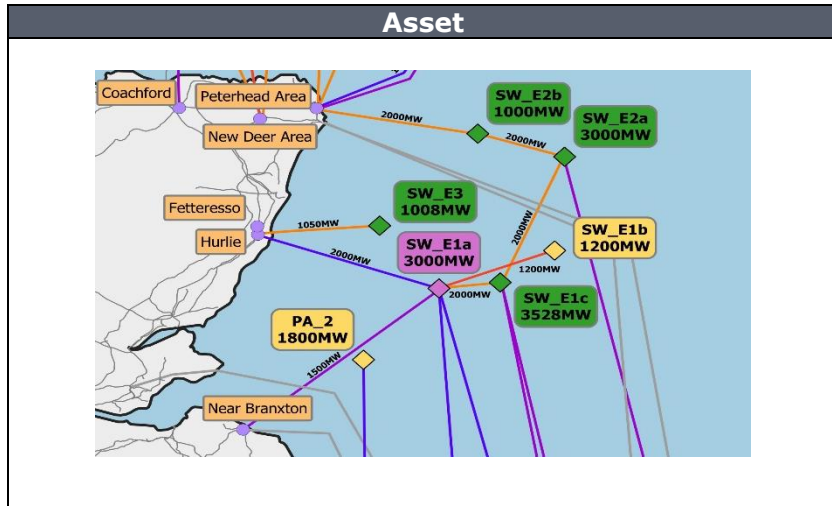 Asset
Coachford
Peterhead Area
New Deer Area
2000MW
SW_E2b
1000MW
2000MW
SW_E2a
3000MW
Fetteresso
Hurlie
1050MW
SW_E3
1008MW
2000MW
SW_E1a
3000MW
2000MW
SW_E1b
1200MW
1200MW
2000MW
SW_E1c
3528MW
PA_2
1800MW
1500MW
Near Branxton